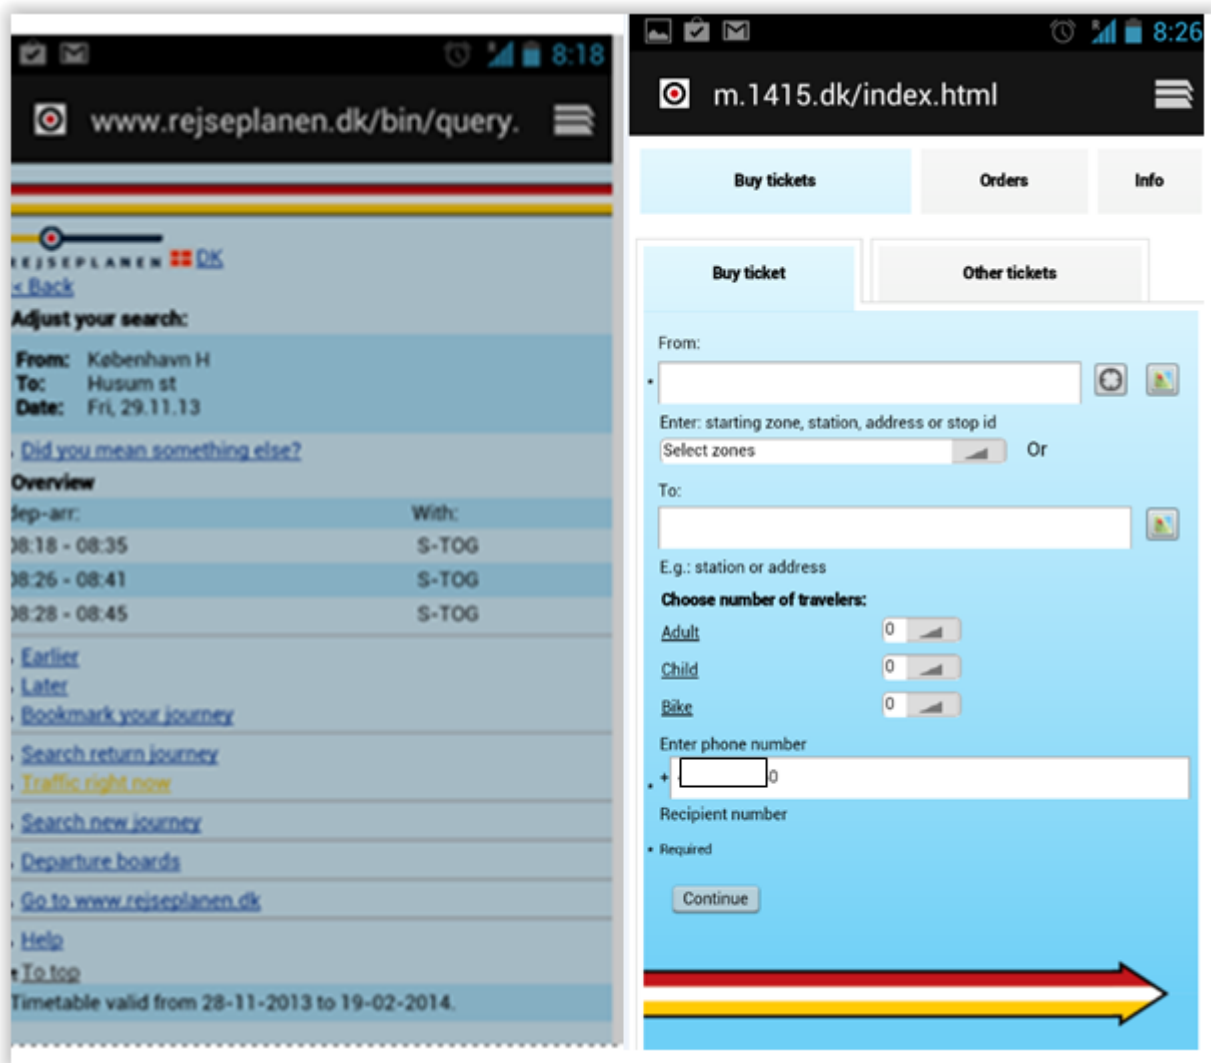 8:18
www.rejseplanen.dk/bin/query.
REJSEPLANEN DK
< Back
Adjust your search:
From: København H
To: Husum st
Date: Fri, 29.11.13
Did you mean something else?
Overview
dep-arr: With:
08:18 - 08:35 S-TOG
08:26 - 08:41 S-TOG
08:28 - 08:45 S-TOG
Earlier
Later
Bookmark your journey
Search return journey
Traffic right now
Search new journey
Departure boards
Go to www.rejseplanen.dk
Help
To top
Timetable valid from 28-11-2013 to 19-02-2014.
8:26
m.1415.dk/index.html
Buy tickets Orders Info
Buy ticket Other tickets
From:
Enter: starting zone, station, address or stop id
Select zones Or
To:
E.g.: station or address
Choose number of travelers:
Adult 0
Child 0
Bike 0
Enter phone number
+ 0
Recipient number
• Required
Continue